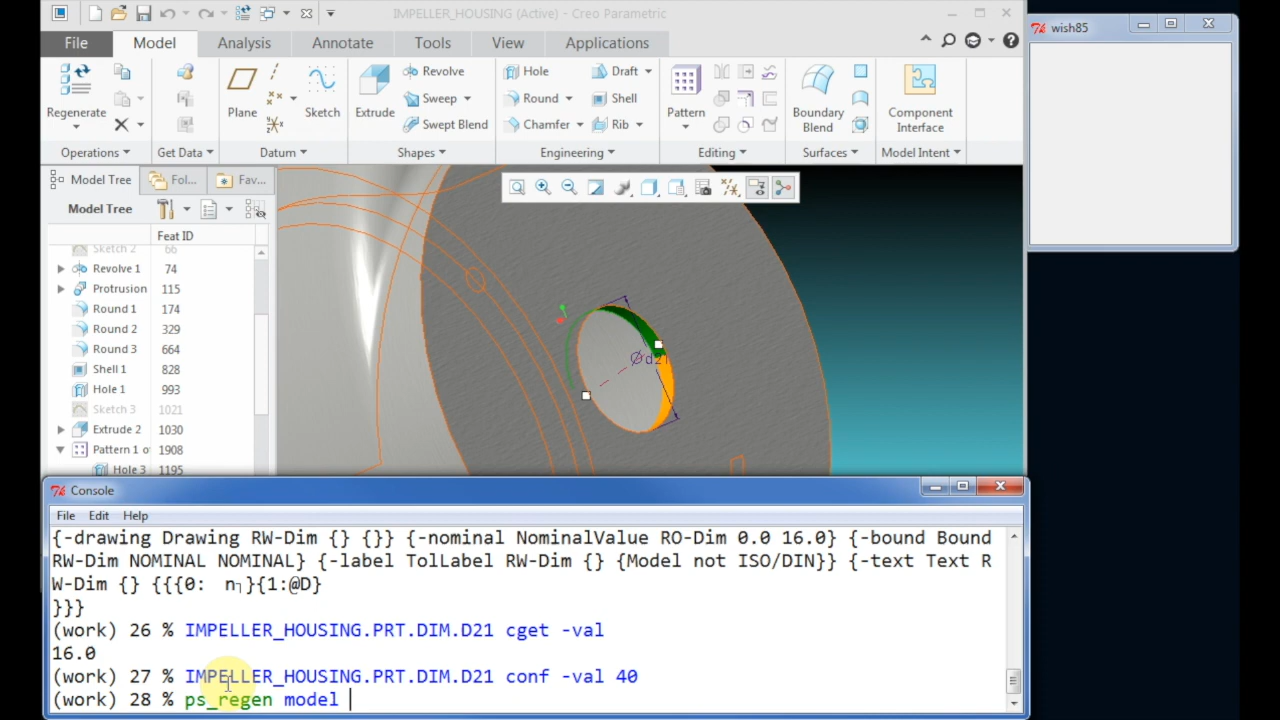 IMPELLER_HOUSING (Active) - Creo Parametric
wish85
File Model Analysis Annotate Tools View Applications
Regenerate
Plane
Sketch
Extrude
Revolve
Sweep
Swept Blend
Hole
Round
Chamfer
Draft
Shell
Rib
Pattern
Boundary
Blend
Component
Interface
Operations Get Data Datum Shapes Engineering Editing Surfaces Model Intent
Model Tree Fol... Fav...
Model Tree
Feat ID
Sketch 2 66
Revolve 1 74
Protrusion 115
Round 1 174
Round 2 329
Round 3 664
Shell 1 828
Hole 1 993
Sketch 3 1021
Extrude 2 1030
Pattern 1 o 1908
Hole 3 1195
Ød21
Console
File Edit Help
{-drawing Drawing RW-Dim {} {}} {-nominal NominalValue RO-Dim 0.0 16.0} {-bound Bound
RW-Dim NOMINAL NOMINAL} {-label TolLabel RW-Dim {} {Model not ISO/DIN}} {-text Text R
W-Dim {} {{{0: n┐}{1:@D}
}}}
(work) 26 % IMPELLER_HOUSING.PRT.DIM.D21 cget -val
16.0
(work) 27 % IMPELLER_HOUSING.PRT.DIM.D21 conf -val 40
(work) 28 % ps_regen model